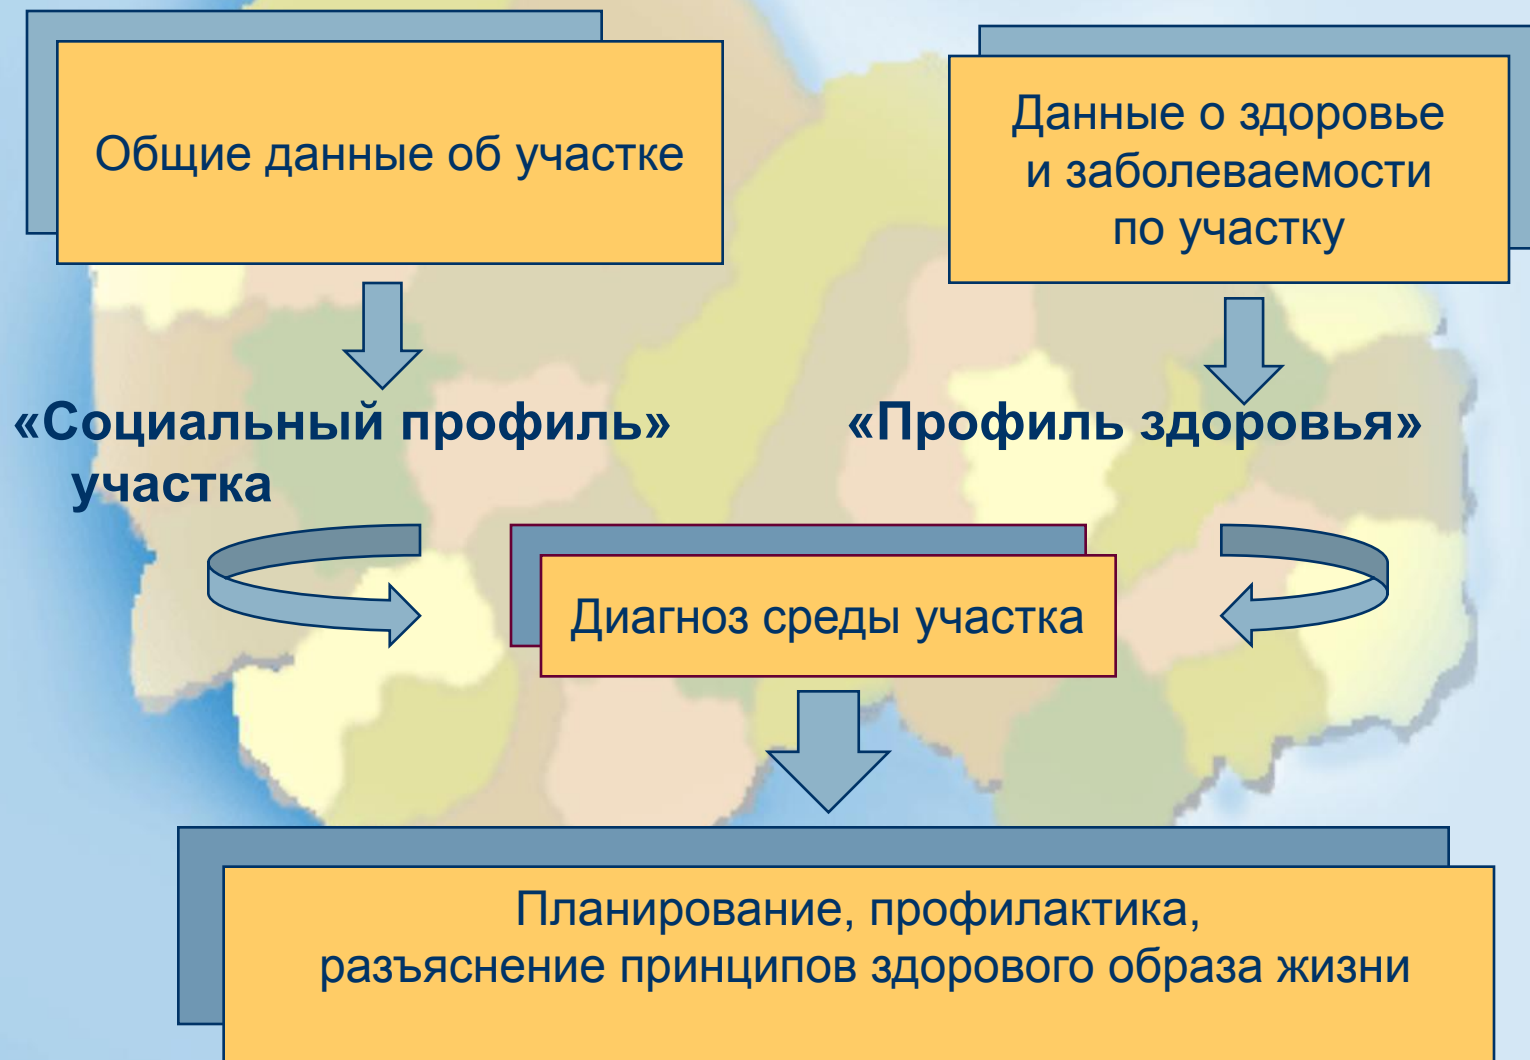 Общие данные об участке
Данные о здоровье
и заболеваемости
по участку
«Социальный профиль»
участка
«Профиль здоровья»
Диагноз среды участка
Планирование, профилактика,
разъяснение принципов здорового образа жизни